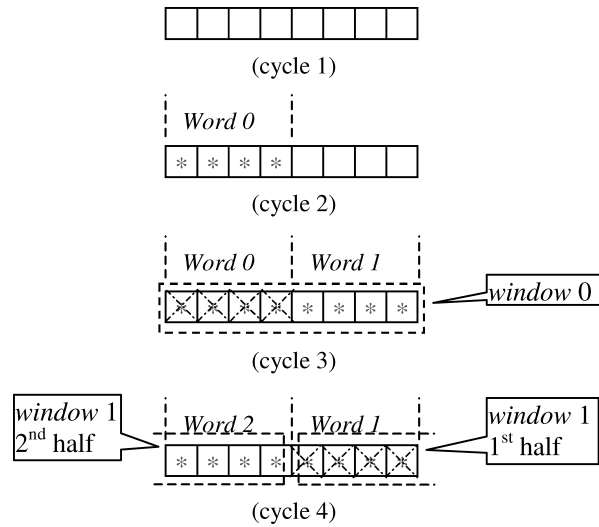 (cycle 1)
Word 0
* * * *
(cycle 2)
Word 0 Word 1
* * * * * * * *
window 0
(cycle 3)
window 1
2nd half
Word 2 Word 1
window 1
1st half
* * * * * * * *
(cycle 4)